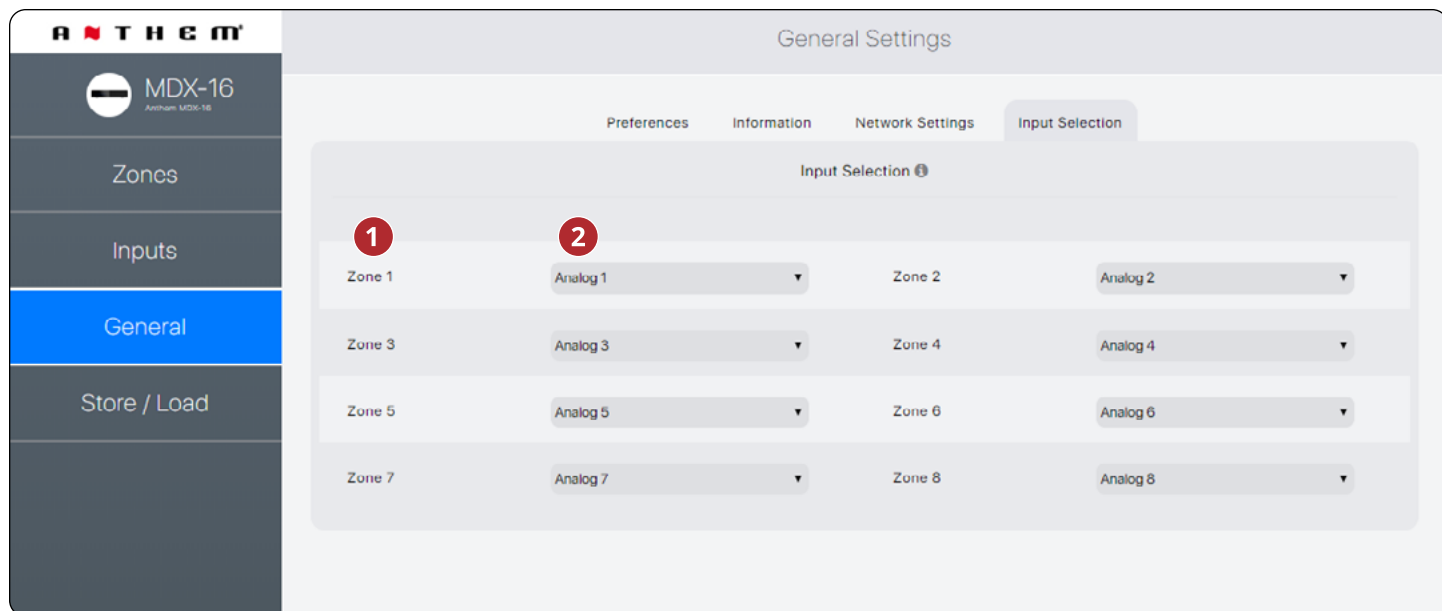 ANTHEM
General Settings
MDX-16
Anthem MDX-16
Preferences Information Network Settings Input Selection
Zones
Input Selection
Inputs
1 2
Zone 1 Analog 1 Zone 2 Analog 2
General
Zone 3 Analog 3 Zone 4 Analog 4
Store / Load
Zone 5 Analog 5 Zone 6 Analog 6
Zone 7 Analog 7 Zone 8 Analog 8